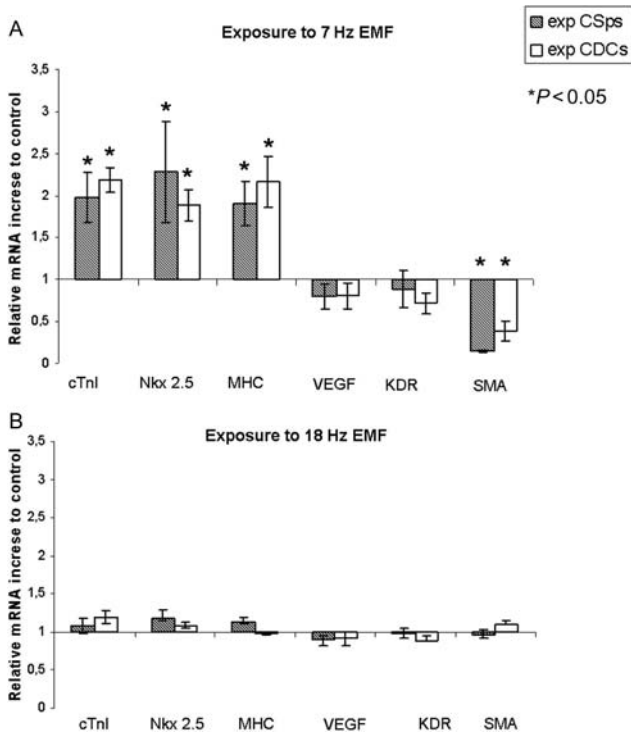 A
Exposure to 7 Hz EMF
exp CSps
exp CDCs
*P < 0.05
Relative mRNA increse to control
3,5
3
2,5
2
1,5
1
0,5
0
* * * * * * * *
cTnI Nkx 2.5 MHC VEGF KDR SMA
B
Exposure to 18 Hz EMF
Relative mRNA increse to control
3,5
3
2,5
2
1,5
1
0,5
0
cTnI Nkx 2.5 MHC VEGF KDR SMA